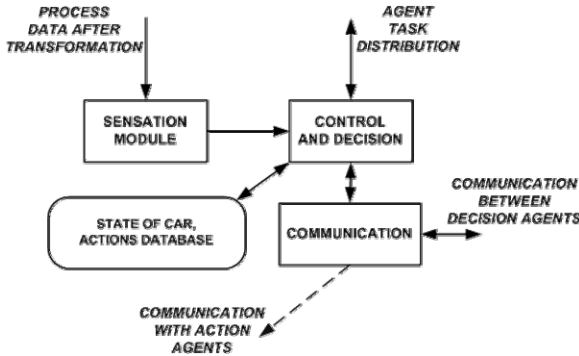 PROCESS
DATA AFTER
TRANSFORMATION
AGENT
TASK
DISTRIBUTION
SENSATION
MODULE
CONTROL
AND DECISION
STATE OF CAR,
ACTIONS DATABASE
COMMUNICATION
COMMUNICATION
BETWEEN
DECISION AGENTS
COMMUNICATION
WITH ACTION
AGENTS